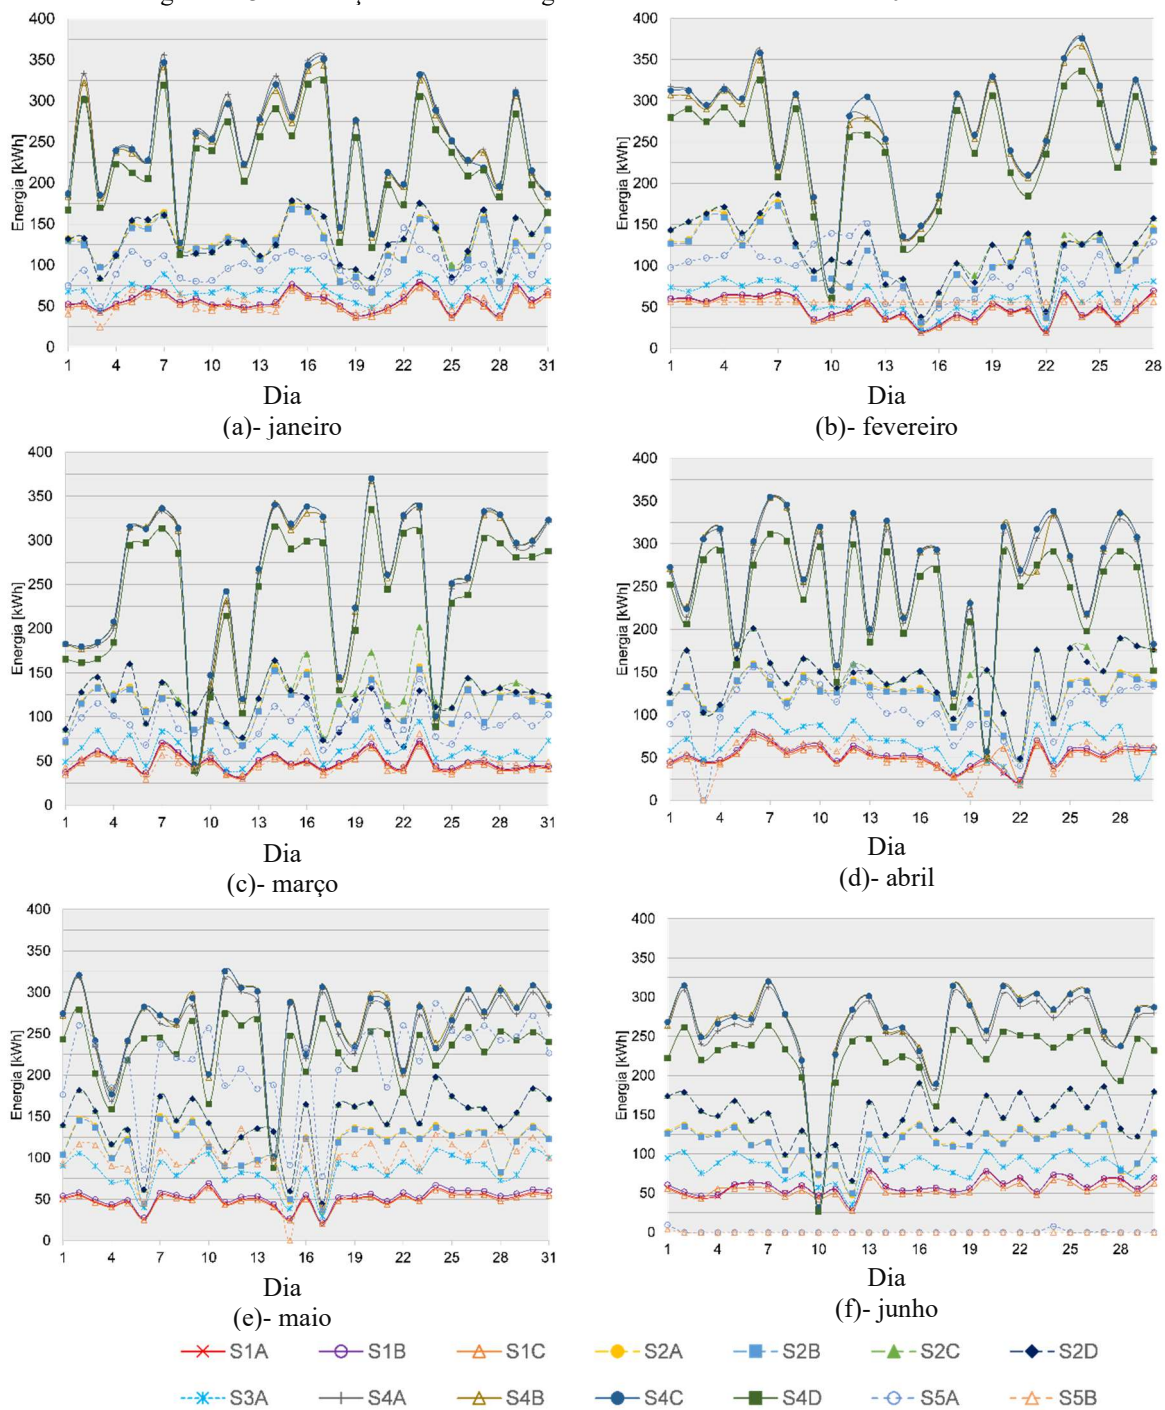 400
350
300
250
200
150
100
50
0
Energia [kWh]
1 4 7 10 13 16 19 22 25 28 31
Dia
(a)- janeiro
400
350
300
250
200
150
100
50
0
Energia [kWh]
1 4 7 10 13 16 19 22 25 28
Dia
(b)- fevereiro
400
350
300
250
200
150
100
50
0
Energia [kWh]
1 4 7 10 13 16 19 22 25 28 31
Dia
(c)- março
400
350
300
250
200
150
100
50
0
Energia [kWh]
1 4 7 10 13 16 19 22 25 28
Dia
(d)- abril
400
350
300
250
200
150
100
50
0
Energia [kWh]
1 4 7 10 13 16 19 22 25 28 31
Dia
(e)- maio
400
350
300
250
200
150
100
50
0
Energia [kWh]
1 4 7 10 13 16 19 22 25 28
Dia
(f)- junho
S1A S1B S1C S2A S2B S2C S2D
S3A S4A S4B S4C S4D S5A S5B